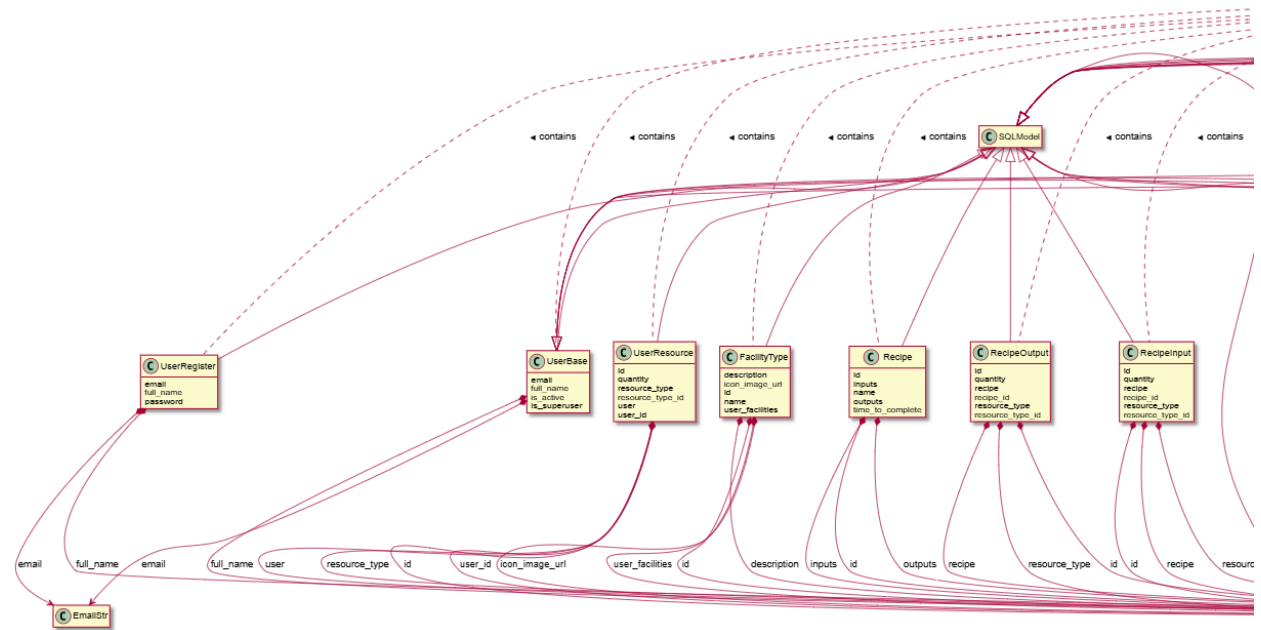 ◄ contains
◄ contains
◄ contains
◄ contains
◄ contains
C SQLModel
◄ contains
◄ contains
C UserRegister
email
full_name
password
C UserBase
email
full_name
is_active
is_superuser
C UserResource
id
quantity
resource_type
resource_type_id
user
user_id
C FacilityType
description
icon_image_url
id
name
user_facilities
C Recipe
id
inputs
name
outputs
time_to_complete
C RecipeOutput
id
quantity
recipe
recipe_id
resource_type
resource_type_id
C RecipeInput
id
quantity
recipe
recipe_id
resource_type
resource_type_id
email
full_name
email
full_name
user
resource_type
id
user_id
icon_image_url
user_facilities
id
description
inputs
id
outputs
recipe
resource_type
id
id
recipe
resourc
C EmailStr